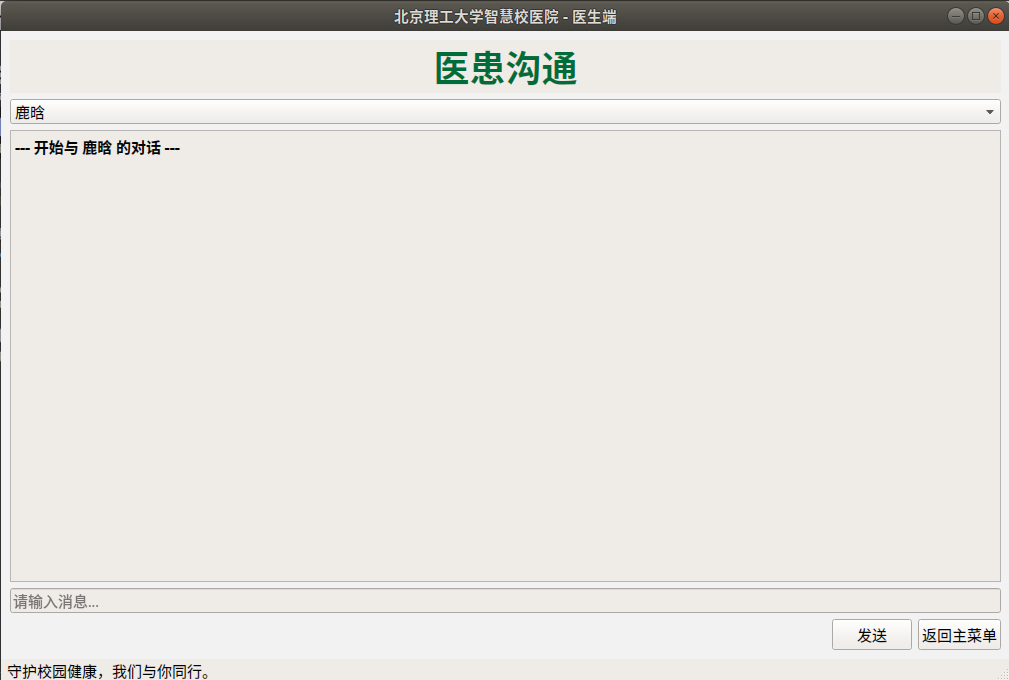 北京理工大学智慧校医院 - 医生端
医患沟通
鹿晗
--- 开始与 鹿晗 的对话 ---
请输入消息...
发送
返回主菜单
守护校园健康，我们与你同行。